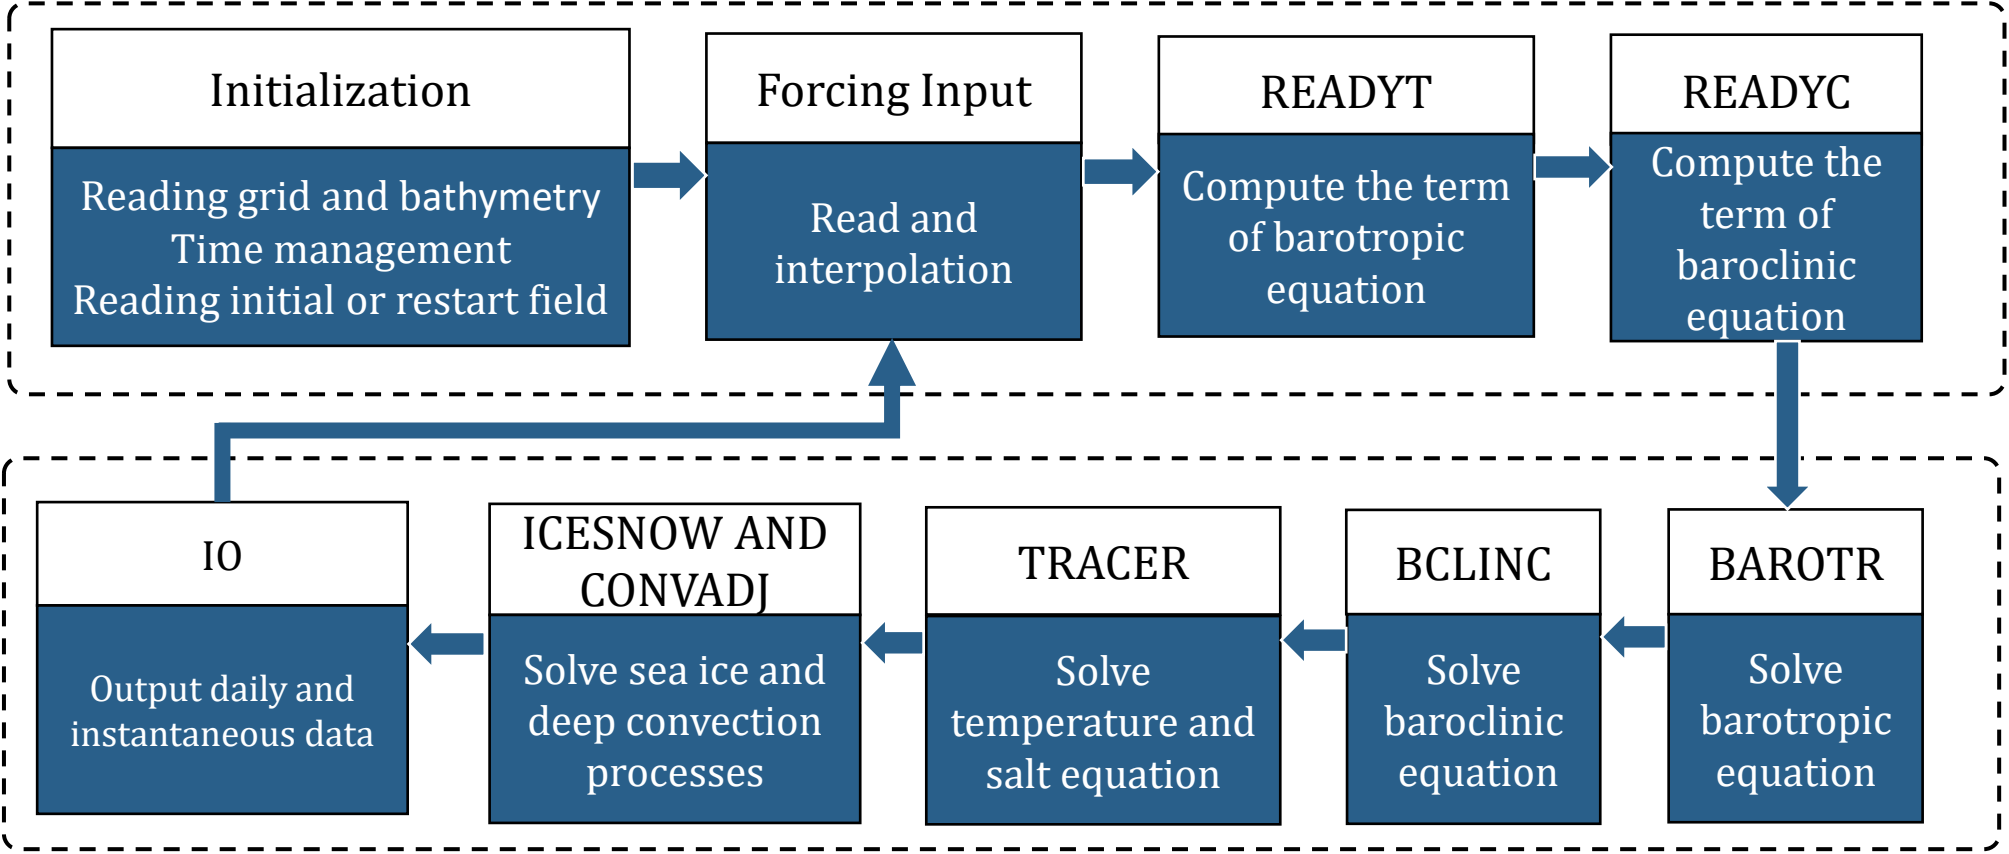 Initialization
Reading grid and bathymetry
Time management
Reading initial or restart field
Forcing Input
Read and
interpolation
READYT
Compute the term
of barotropic
equation
READYC
Compute the
term of
baroclinic
equation
BAROTR
Solve
barotropic
equation
BCLINC
Solve
baroclinic
equation
TRACER
Solve
temperature and
salt equation
ICESNOW AND
CONVADJ
Solve sea ice and
deep convection
processes
IO
Output daily and
instantaneous data